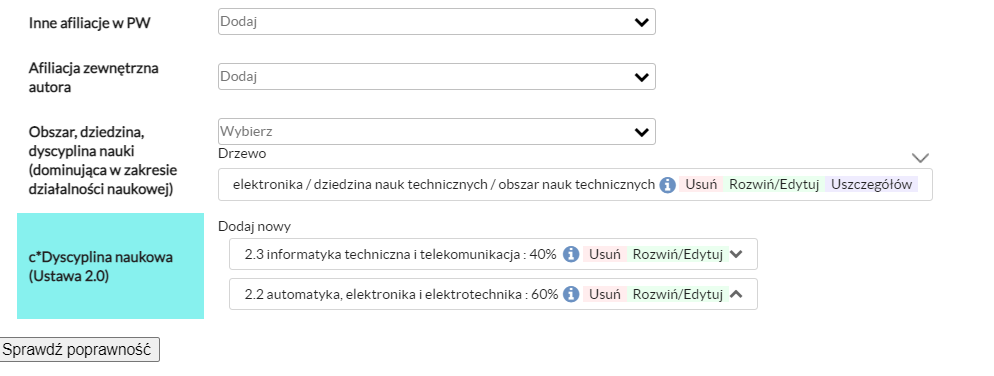 Inne afiliacje w PW
Dodaj
Afiliacja zewnętrzna
autora
Dodaj
Obszar, dziedzina,
dyscyplina nauki
(dominująca w zakresie
działalności naukowej)
Wybierz
Drzewo
elektronika / dziedzina nauk technicznych / obszar nauk technicznych i Usuń Rozwiń/Edytuj Uszczegółów
c*Dyscyplina naukowa
(Ustawa 2.0)
Dodaj nowy
2.3 informatyka techniczna i telekomunikacja : 40% i Usuń Rozwiń/Edytuj
2.2 automatyka, elektronika i elektrotechnika : 60% i Usuń Rozwiń/Edytuj
Sprawdź poprawność